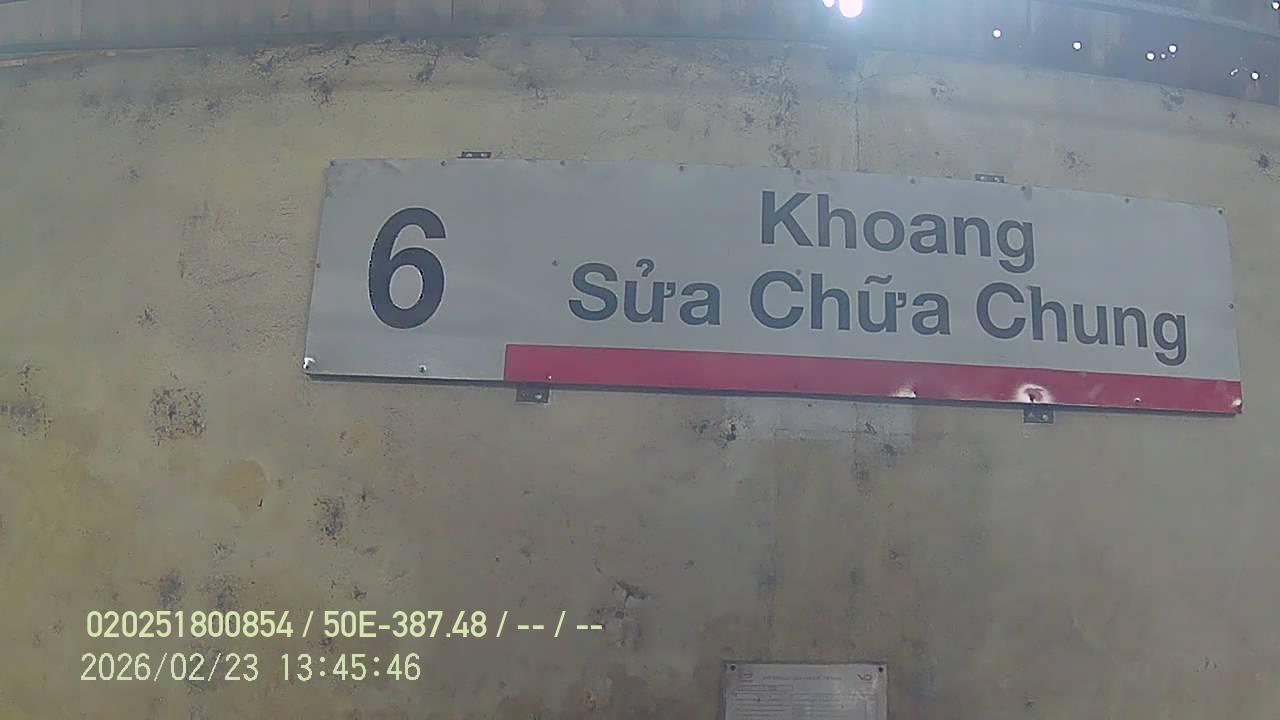 6
Khoang
Sửa Chữa Chung
020251800854 / 50E-387.48 / -- / --
2026/02/23 13:45:46